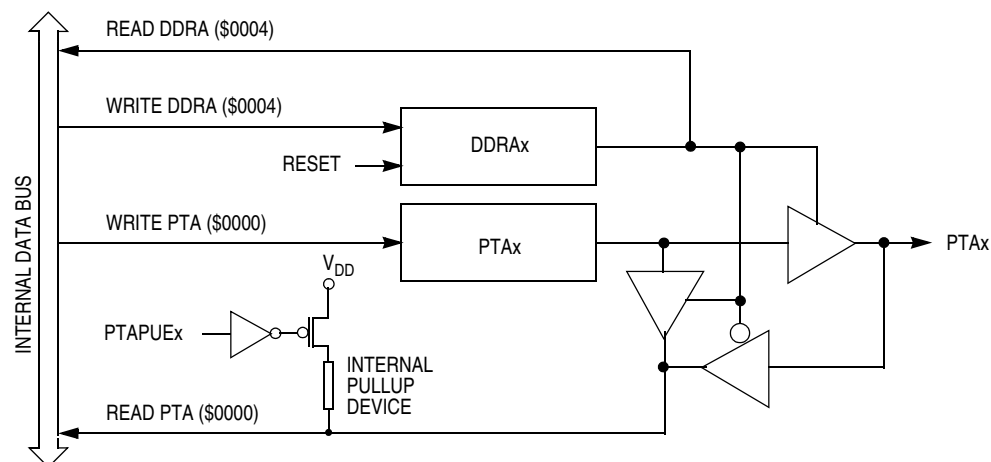 READ DDRA ($0004)
WRITE DDRA ($0004)
DDRAx
RESET
INTERNAL DATA BUS
WRITE PTA ($0000)
PTAx
PTAx
VDD
PTAPUEx
INTERNAL
PULLUP
DEVICE
READ PTA ($0000)